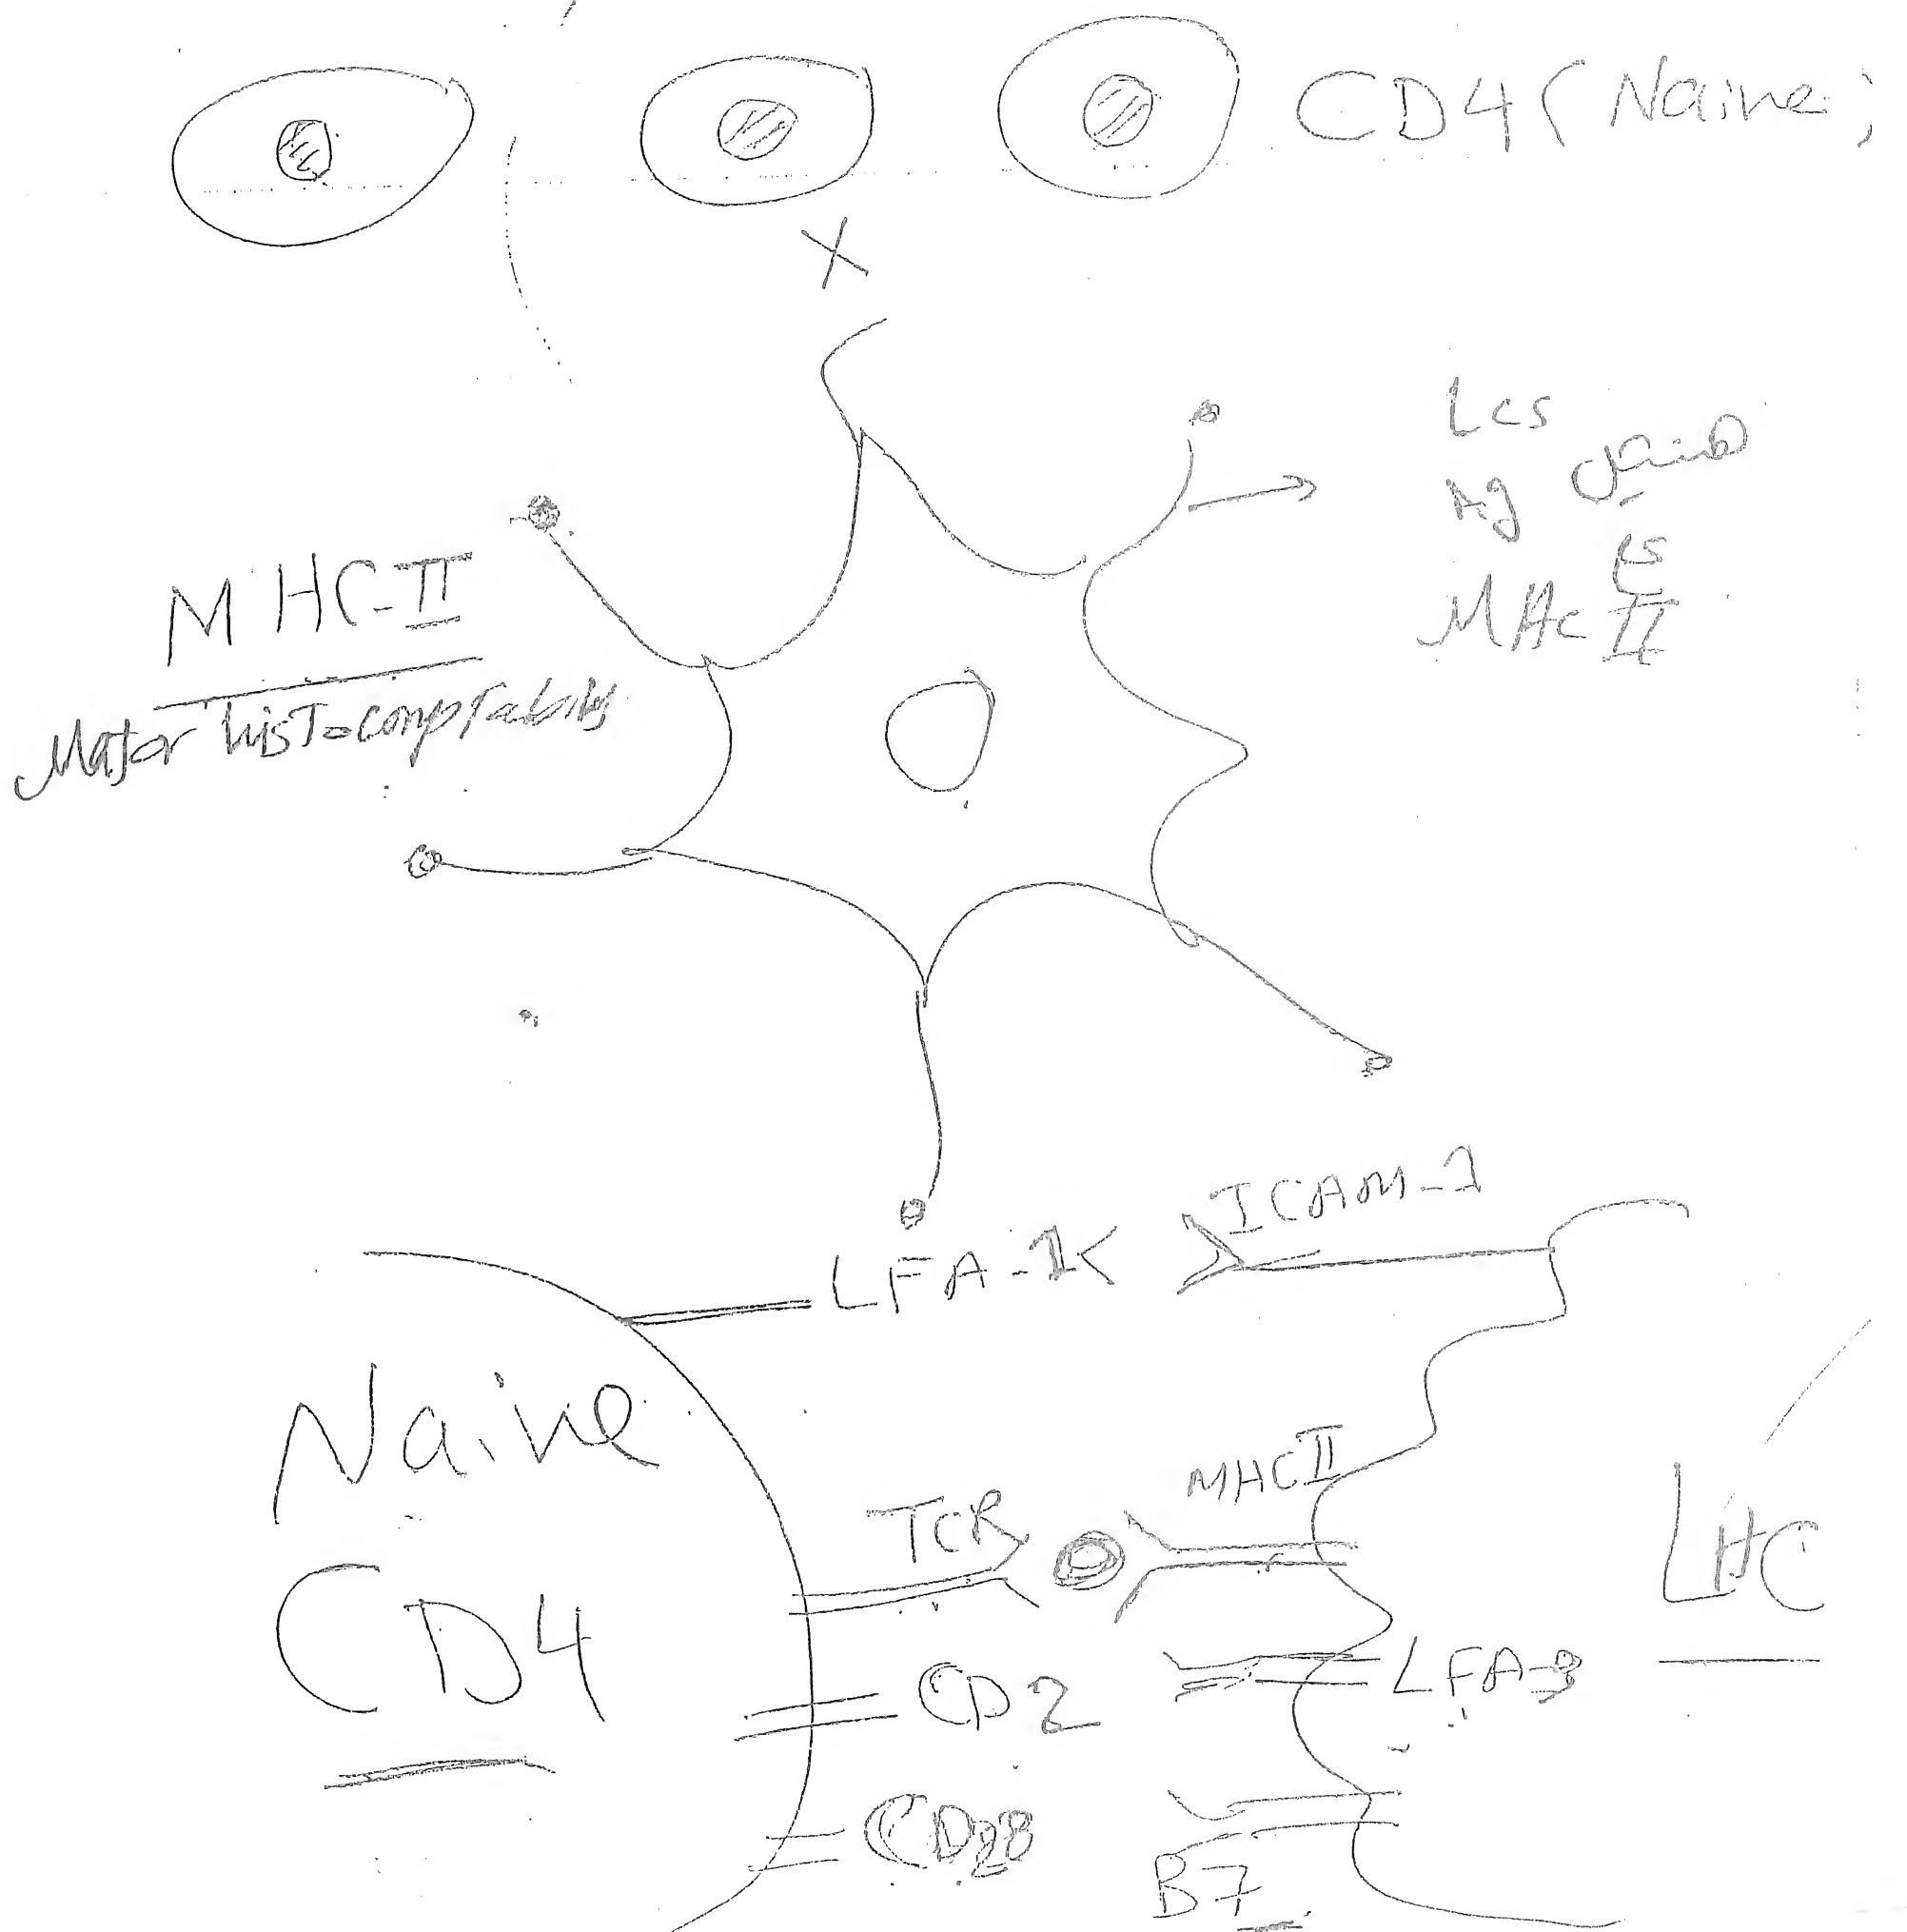 CD4 (Naive)
X
Lcs
Ag
MHc II
MHC-II
Major histocomptability
ICAM-1
LFA-1
Naive
CD4
TCR
MHC II
LHC
CD2
LFA-3
CD28
B7